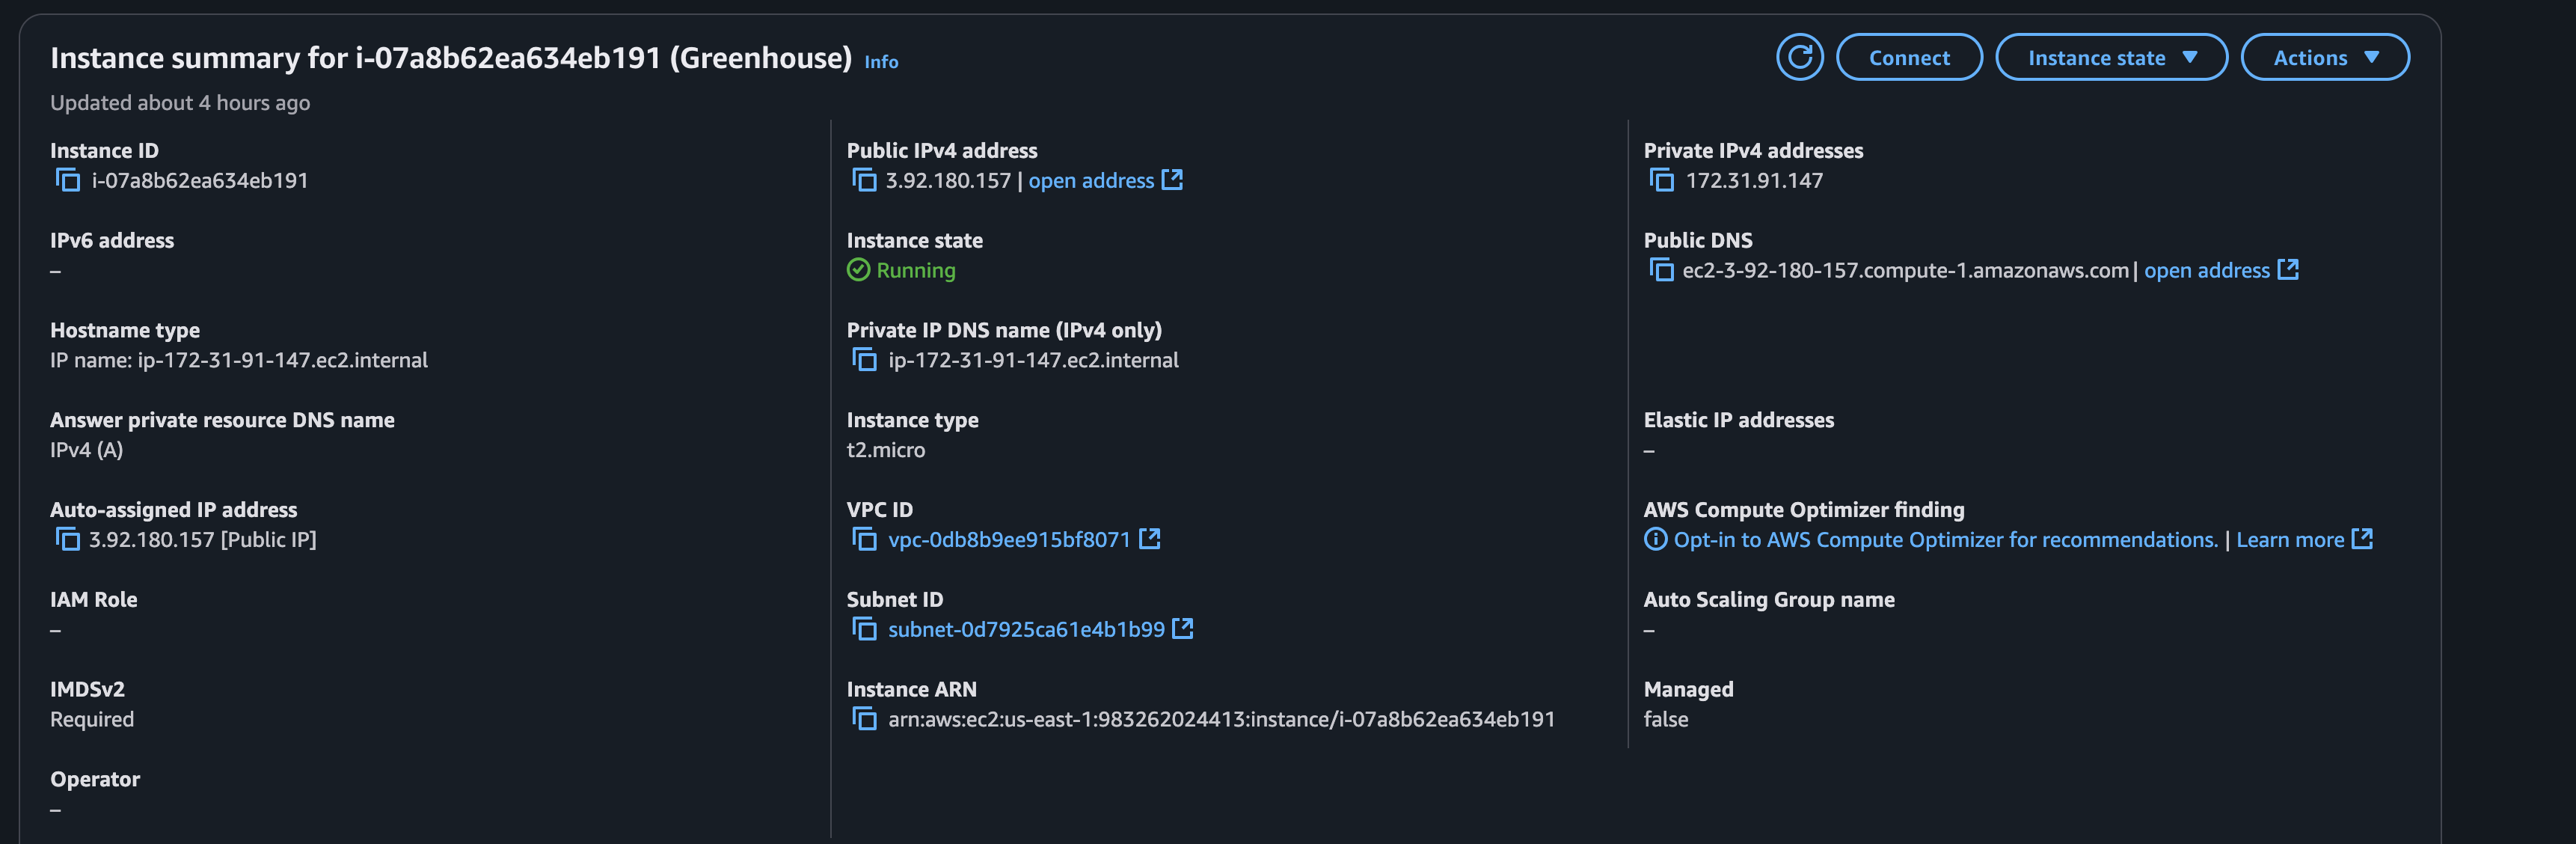 Instance summary for i-07a8b62ea634eb191 (Greenhouse) Info
Connect
Instance state
Actions
Updated about 4 hours ago
Instance ID
i-07a8b62ea634eb191
Public IPv4 address
3.92.180.157 | open address
Private IPv4 addresses
172.31.91.147
IPv6 address
–
Instance state
Running
Public DNS
ec2-3-92-180-157.compute-1.amazonaws.com | open address
Hostname type
IP name: ip-172-31-91-147.ec2.internal
Private IP DNS name (IPv4 only)
ip-172-31-91-147.ec2.internal
Answer private resource DNS name
IPv4 (A)
Instance type
t2.micro
Elastic IP addresses
–
Auto-assigned IP address
3.92.180.157 [Public IP]
VPC ID
vpc-0db8b9ee915bf8071
AWS Compute Optimizer finding
Opt-in to AWS Compute Optimizer for recommendations. | Learn more
IAM Role
–
Subnet ID
subnet-0d7925ca61e4b1b99
Auto Scaling Group name
–
IMDSv2
Required
Instance ARN
arn:aws:ec2:us-east-1:983262024413:instance/i-07a8b62ea634eb191
Managed
false
Operator
–